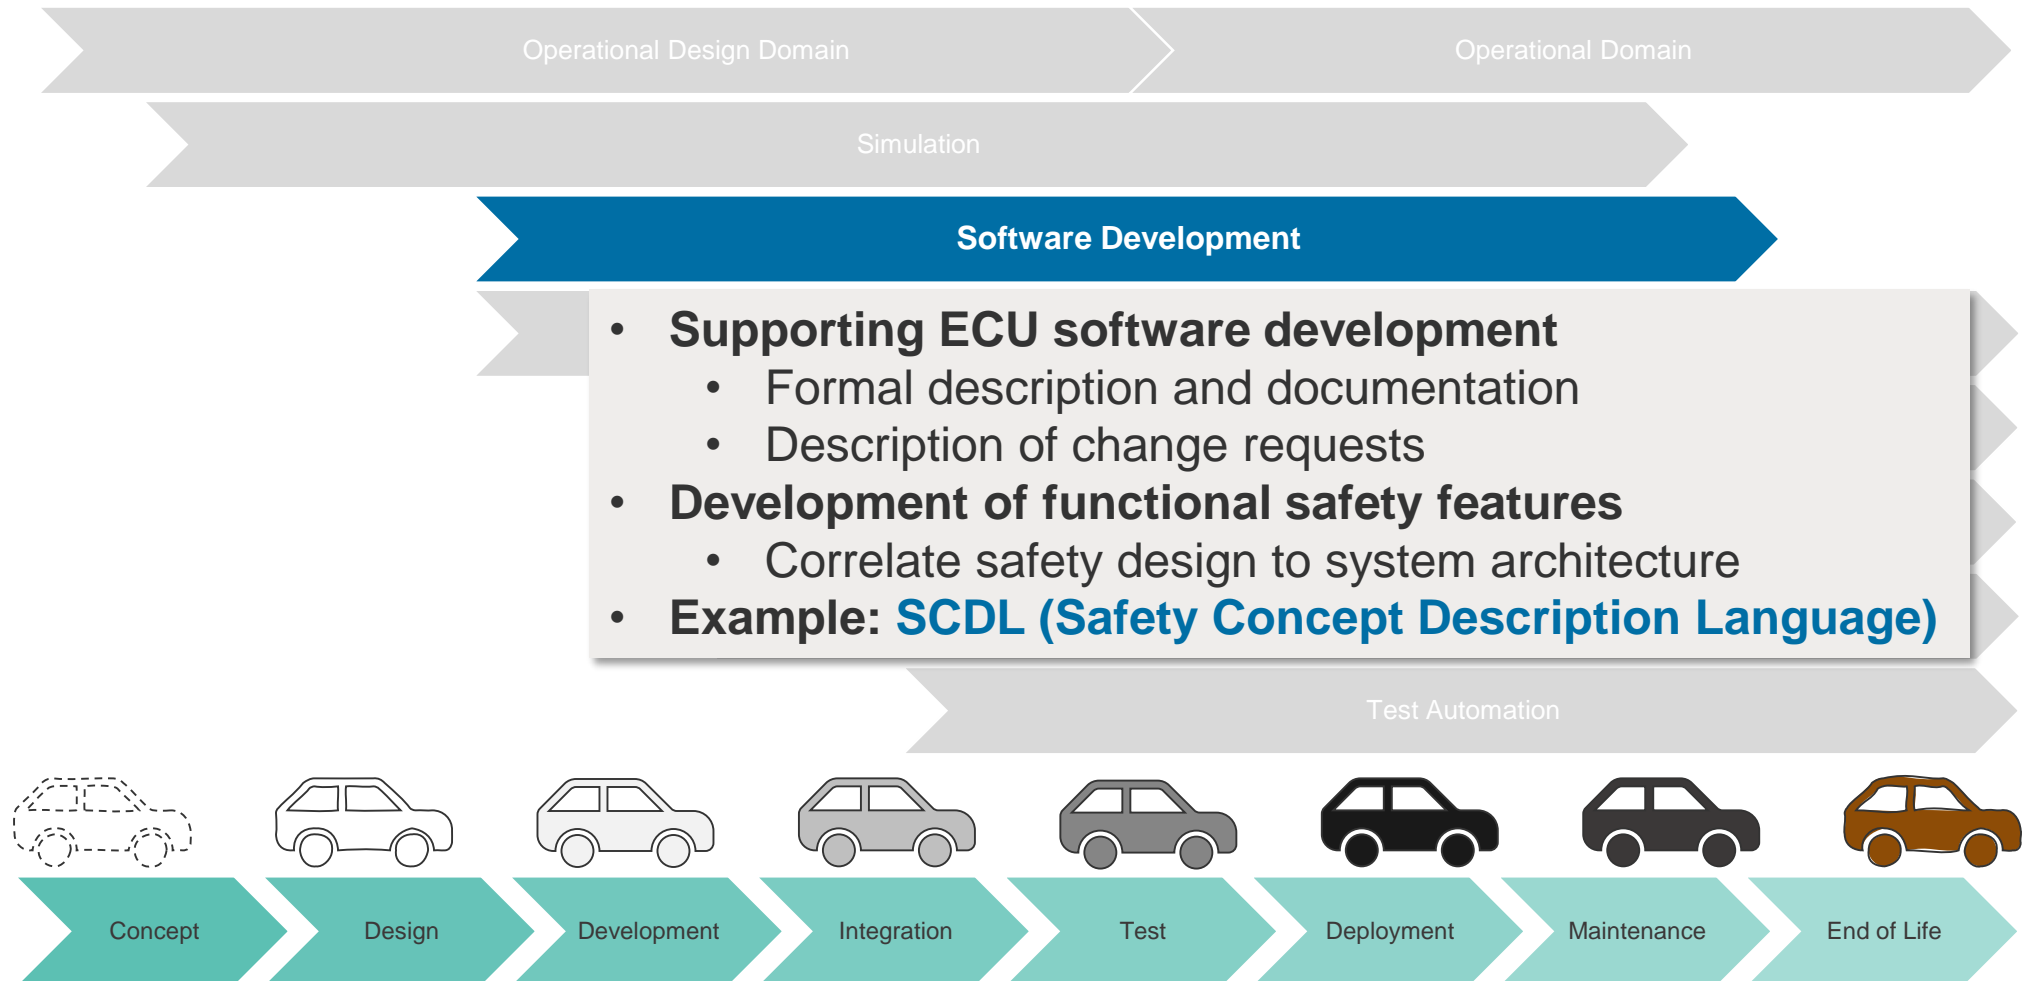 Operational Design Domain
Operational Domain
Simulation
Software Development
• Supporting ECU software development
• Formal description and documentation
• Description of change requests
• Development of functional safety features
• Correlate safety design to system architecture
• Example: SCDL (Safety Concept Description Language)
Test Automation
Concept
Design
Development
Integration
Test
Deployment
Maintenance
End of Life